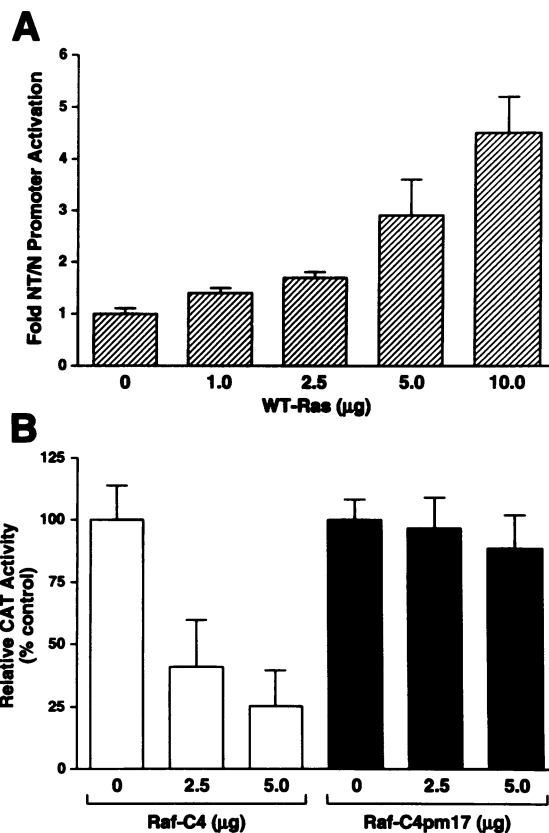 A
Fold NT/N Promoter Activation
6
5
4
3
2
1
0
0 1.0 2.5 5.0 10.0
WT-Ras (μg)
B
Relative CAT Activity
(% control)
125
100
75
50
25
0
0 2.5 5.0 0 2.5 5.0
Raf-C4 (μg) Raf-C4pm17 (μg)